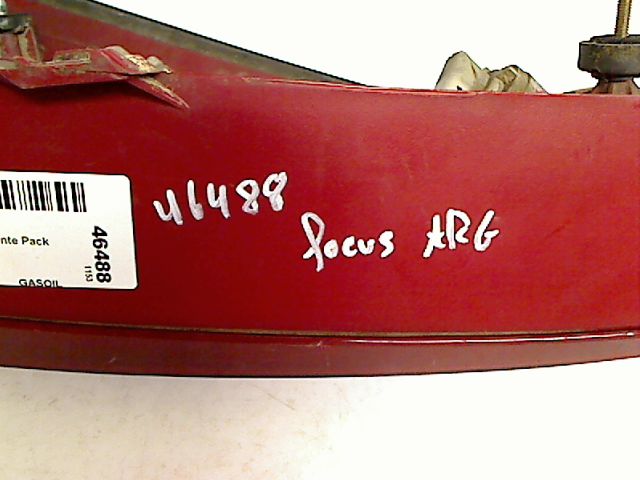 46488
focus ARG
nte Pack
GASOIL
46488
1153